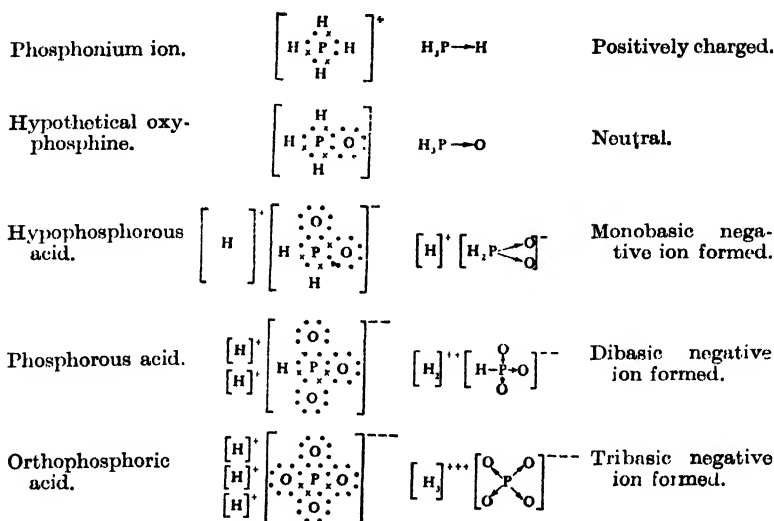 Phosphonium ion. [H H P H H]+ H₃P→H Positively charged.
Hypothetical oxy-
phosphine. [H H P O H] H₃P→O Neutral.
Hypophosphorous
acid. [H]+ [O H P O H]-- [H]+ [H₂P O O]- Monobasic nega-
tive ion formed.
Phosphorous acid. [H]+ [H]+ [O H P O O]--- [H₂]++ [O H-P→O O]-- Dibasic negative
ion formed.
Orthophosphoric
acid. [H]+ [H]+ [H]+ [O O P O O]---- [H₃]+++ [O O P O O]--- Tribasic negative
ion formed.